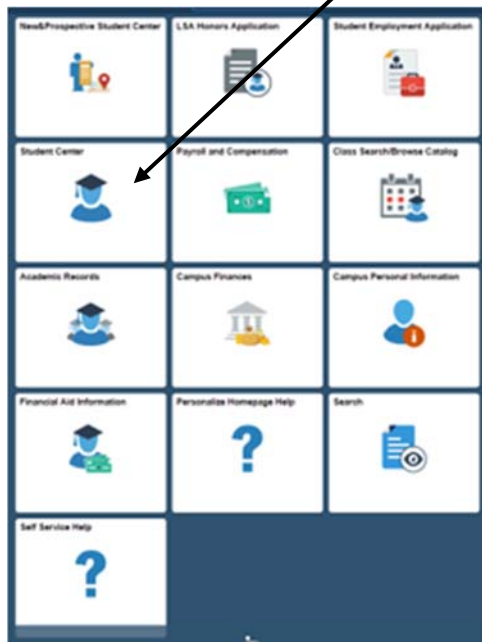 New&Prospective Student Center
LSA Honors Application
Student Employment Application
Student Center
Payroll and Compensation
Class Search/Browse Catalog
Academic Records
Campus Finances
Campus Personal Information
Financial Aid Information
Personalize Homepage Help
Search
Self Service Help